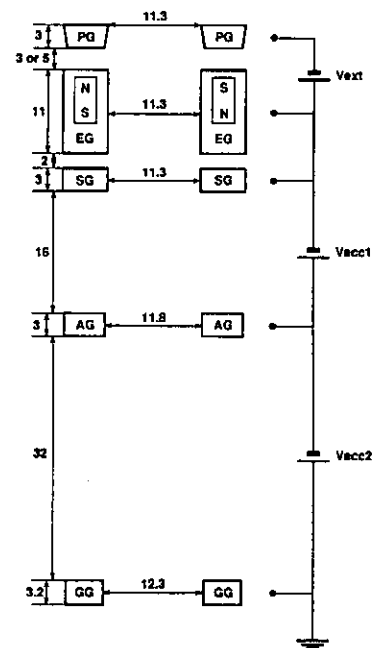 11.3
3 PG PG
3 or 5
Vext
N S
11 11.3
S N
EG EG
2
3 SG 11.3 SG
15 Vacc1
3 AG 11.8 AG
32 Vacc2
3.2 GG 12.3 GG